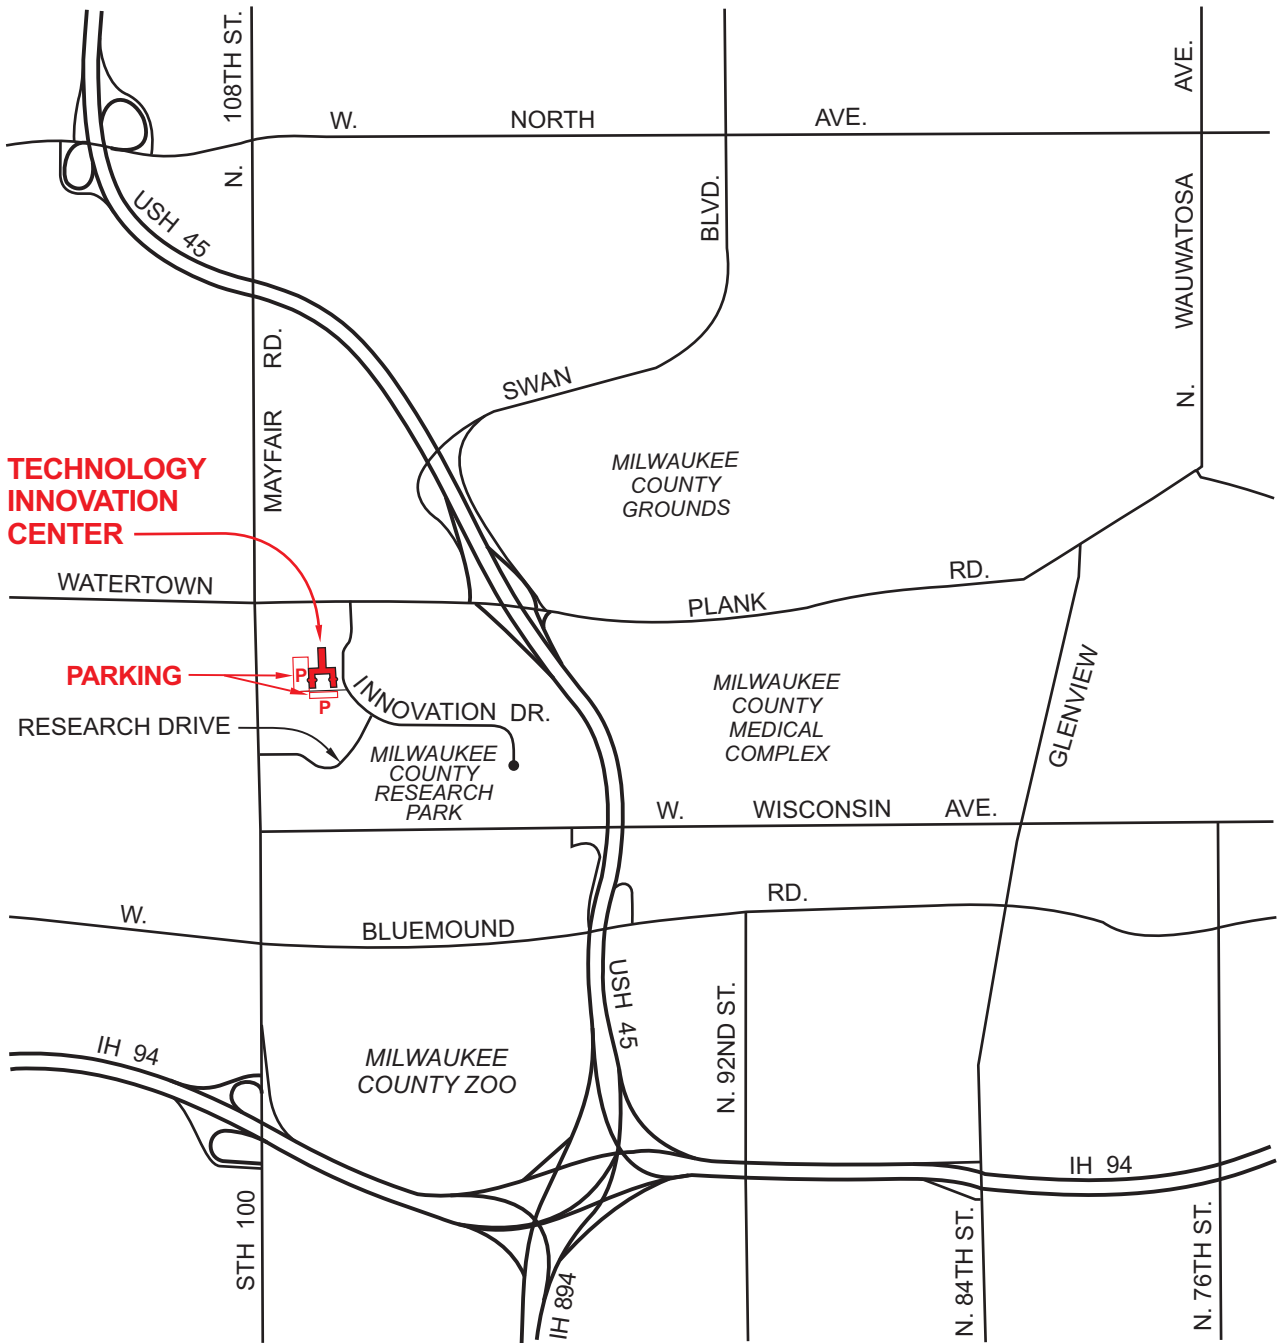 N. 108TH ST.
W. NORTH AVE.
N. WAUWATOSA AVE.
USH 45
SWAN BLVD.
MAYFAIR RD.
TECHNOLOGY
INNOVATION
CENTER
MILWAUKEE
COUNTY
GROUNDS
WATERTOWN PLANK RD.
PARKING
P
P
INNOVATION DR.
RESEARCH DRIVE
MILWAUKEE
COUNTY
RESEARCH
PARK
MILWAUKEE
COUNTY
MEDICAL
COMPLEX
GLENVIEW
W. WISCONSIN AVE.
W. BLUEMOUND RD.
USH 45
N. 92ND ST.
IH 94
MILWAUKEE
COUNTY ZOO
IH 94
STH 100
IH 894
N. 84TH ST.
N. 76TH ST.